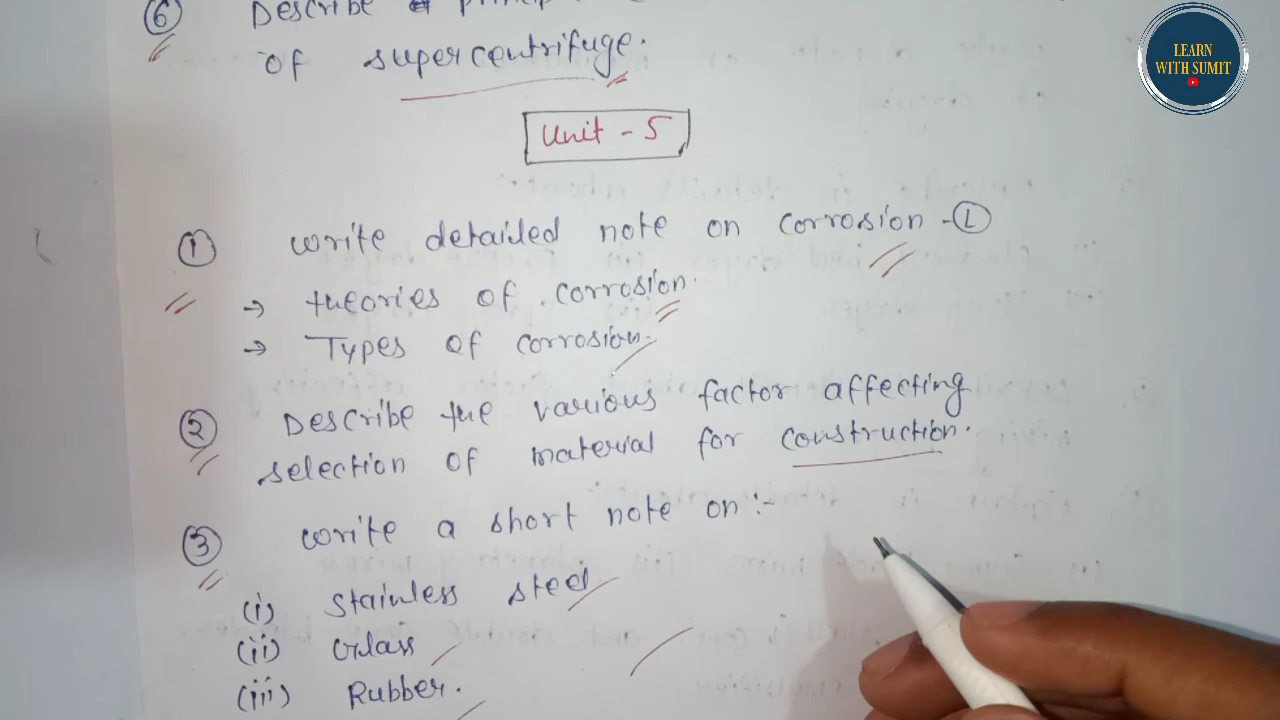 ⑥ Describe
of supercentrifuge.
LEARN
WITH SUMIT
Unit - 5
① Write detailed note on corrosion - Ⓛ
→ theories of corrosion.
→ Types of corrosion.
② Describe the various factor affecting
selection of material for construction.
③ Write a short note on :-
(i) Stainless steel
(ii) Glass
(iii) Rubber.